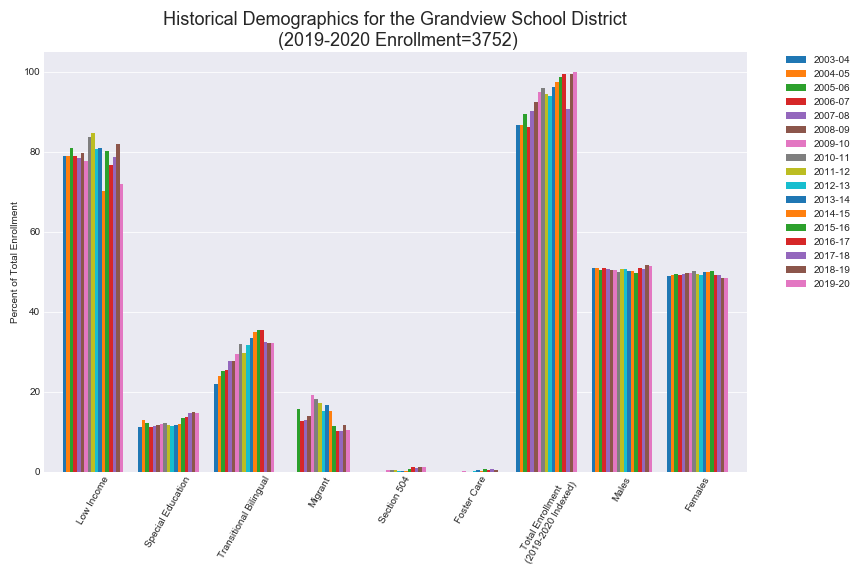 Historical Demographics for the Grandview School District
(2019-2020 Enrollment=3752)
Percent of Total Enrollment
100
80
60
40
20
0
Low Income
Special Education
Transitional Bilingual
Migrant
Section 504
Foster Care
Total Enrollment
(2019-2020 Indexed)
Males
Females
2003-04
2004-05
2005-06
2006-07
2007-08
2008-09
2009-10
2010-11
2011-12
2012-13
2013-14
2014-15
2015-16
2016-17
2017-18
2018-19
2019-20